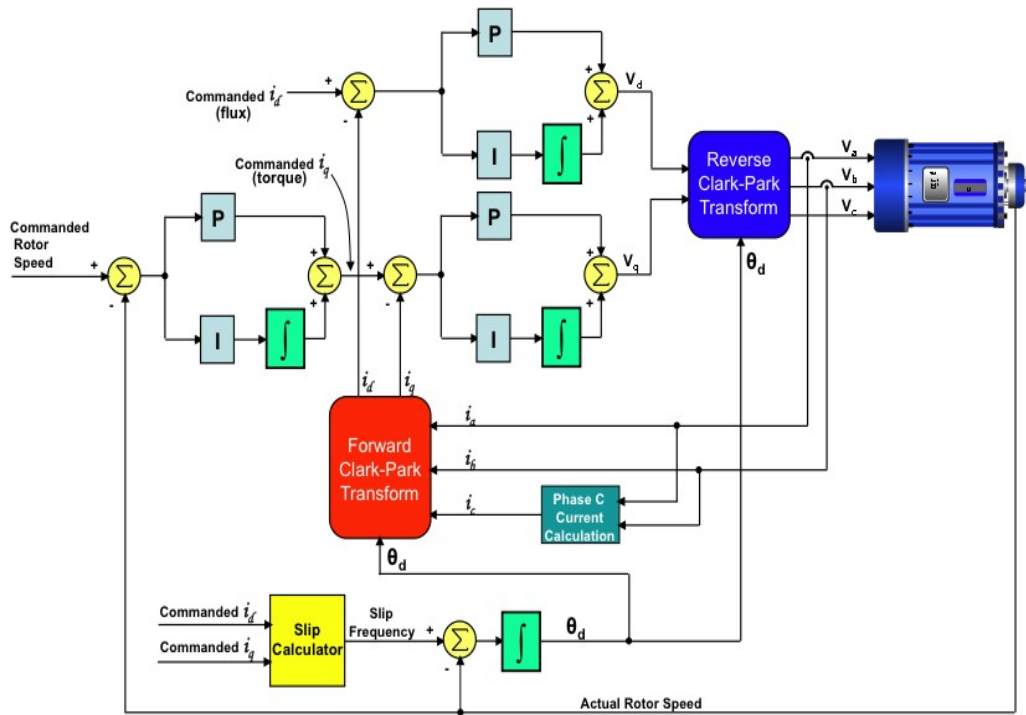 P
+
Commanded i_d
(flux)
+
-
Σ
+
+
Σ
V_d
I
∫
Commanded i_q
(torque)
Reverse
Clark-Park
Transform
V_a
V_b
V_c
Commanded
Rotor
Speed
+
-
Σ
P
I
∫
+
+
Σ
+
-
Σ
P
I
∫
+
+
Σ
V_q
θ_d
i_d
i_q
Forward
Clark-Park
Transform
i_a
i_b
i_c
Phase C
Current
Calculation
θ_d
Commanded i_d
Commanded i_q
Slip
Calculator
Slip
Frequency
+
-
Σ
∫
θ_d
Actual Rotor Speed